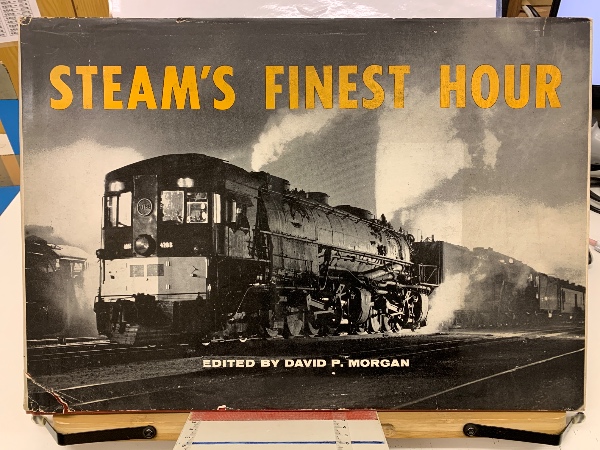 STEAM'S FINEST HOUR
EDITED BY DAVID P. MORGAN